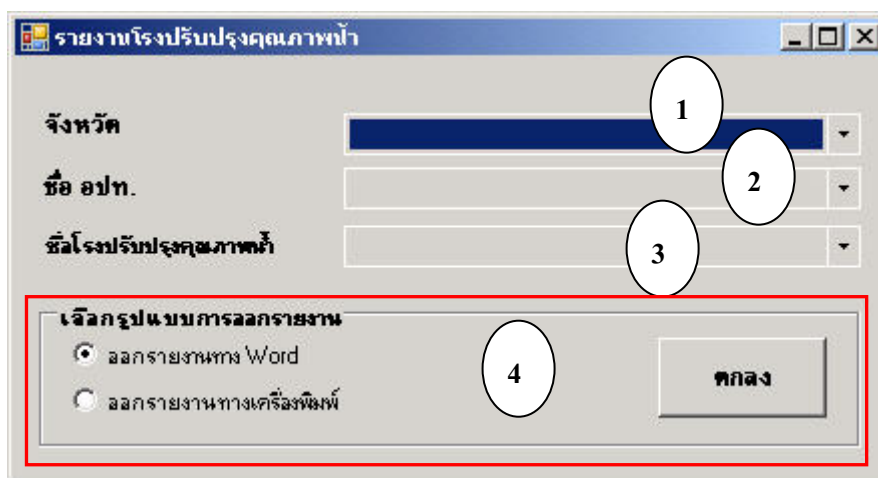 รายงานโรงปรับปรุงคุณภาพน้ำ
จังหวัด
1
ชื่อ อปท.
2
ชื่อโรงปรับปรุงคุณภาพน้ำ
3
เลือกรูปแบบการออกรายงาน
ออกรายงานทาง Word
4
ตกลง
ออกรายงานทางเครื่องพิมพ์